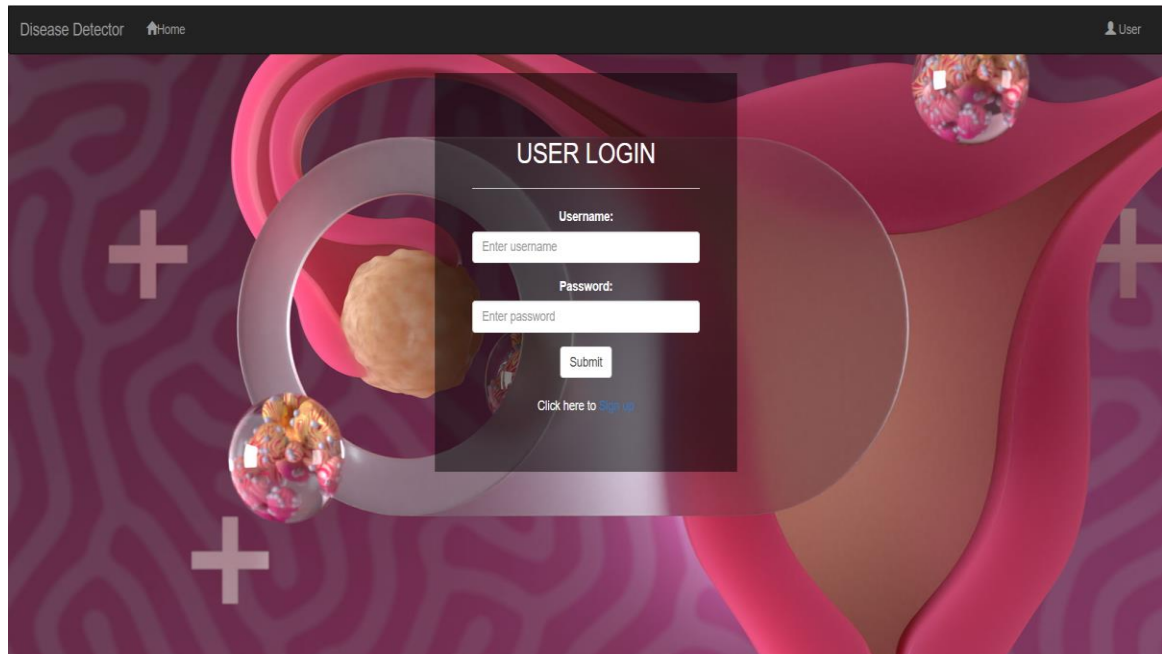 Disease Detector Home User
USER LOGIN
Username:
Enter username
Password:
Enter password
Submit
Click here to Sign up